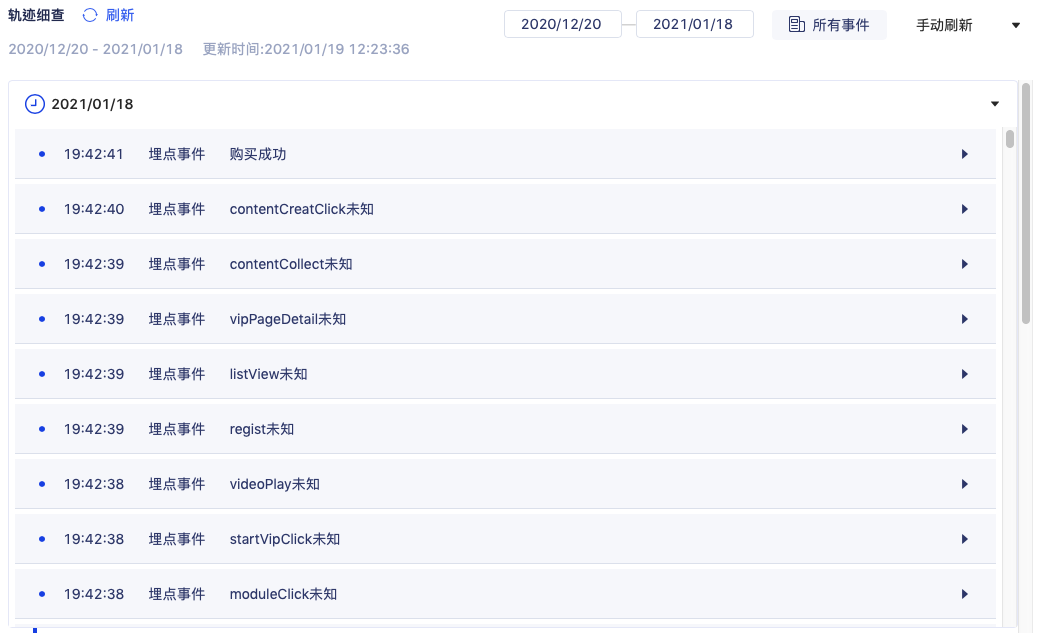 轨迹细查 刷新 2020/12/20 2021/01/18 所有事件 手动刷新
2020/12/20 - 2021/01/18 更新时间:2021/01/19 12:23:36
2021/01/18
19:42:41 埋点事件 购买成功
19:42:40 埋点事件 contentCreatClick未知
19:42:39 埋点事件 contentCollect未知
19:42:39 埋点事件 vipPageDetail未知
19:42:39 埋点事件 listView未知
19:42:39 埋点事件 regist未知
19:42:38 埋点事件 videoPlay未知
19:42:38 埋点事件 startVipClick未知
19:42:38 埋点事件 moduleClick未知